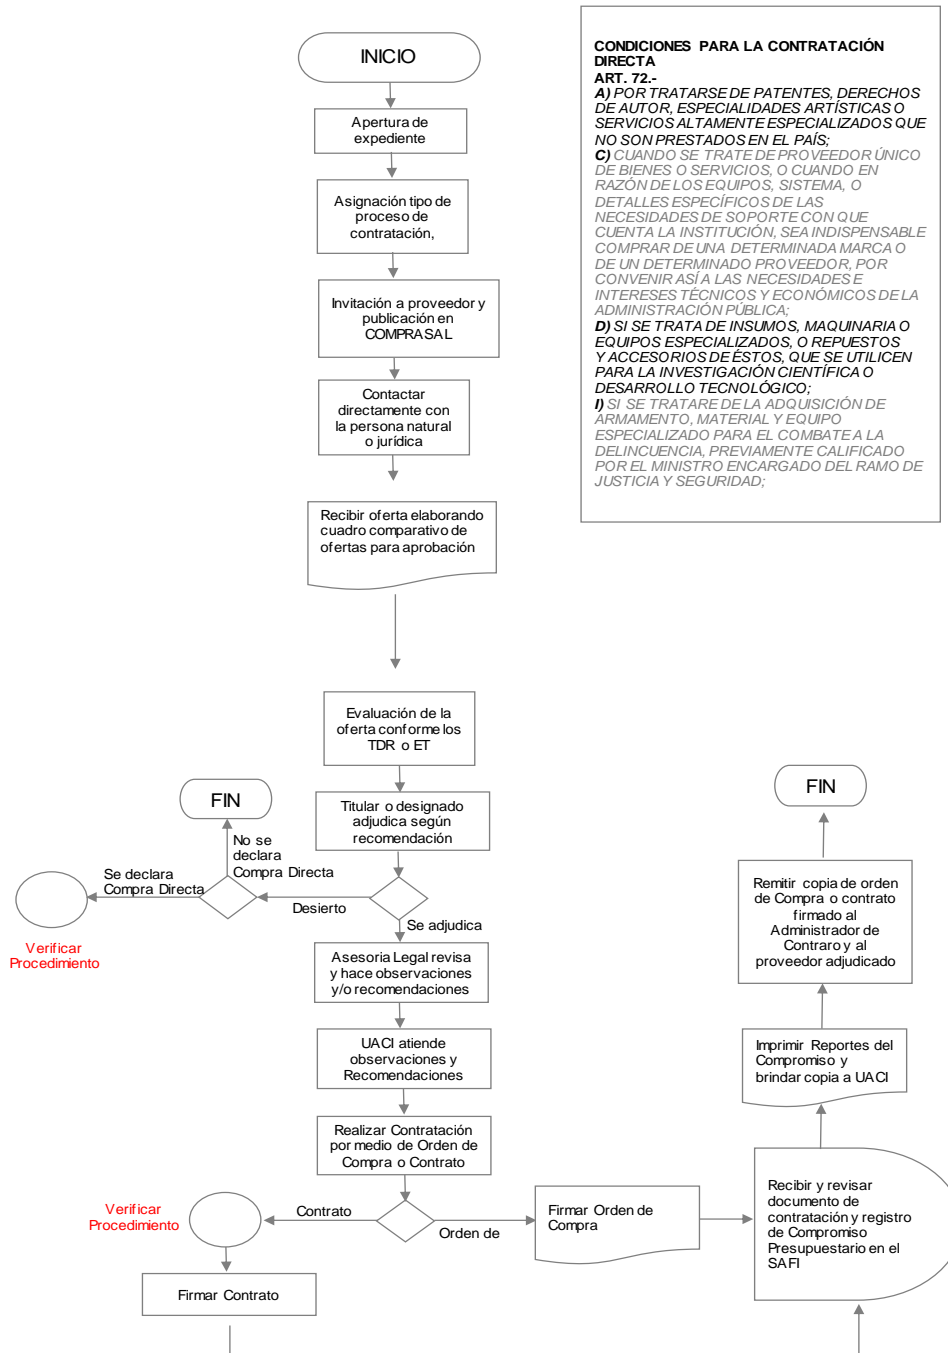 INICIO
Apertura de
expediente
Asignación tipo de
proceso de
contratación,
Invitación a proveedor y
publicación en
COMPRASAL
Contactar
directamente con
la persona natural
o jurídica
Recibir oferta elaborando
cuadro comparativo de
ofertas para aprobación
CONDICIONES PARA LA CONTRATACIÓN
DIRECTA
ART. 72.-
A) POR TRATARSE DE PATENTES, DERECHOS
DE AUTOR, ESPECIALIDADES ARTÍSTICAS O
SERVICIOS ALTAMENTE ESPECIALIZADOS QUE
NO SON PRESTADOS EN EL PAÍS;
C) CUANDO SE TRATE DE PROVEEDOR ÚNICO
DE BIENES O SERVICIOS, O CUANDO EN
RAZÓN DE LOS EQUIPOS, SISTEMA, O
DETALLES ESPECÍFICOS DE LAS
NECESIDADES DE SOPORTE CON QUE
CUENTA LA INSTITUCIÓN, SEA INDISPENSABLE
COMPRAR DE UNA DETERMINADA MARCA O
DE UN DETERMINADO PROVEEDOR, POR
CONVENIR ASÍ A LAS NECESIDADES E
INTERESES TÉCNICOS Y ECONÓMICOS DE LA
ADMINISTRACIÓN PÚBLICA;
D) SI SE TRATA DE INSUMOS, MAQUINARIA O
EQUIPOS ESPECIALIZADOS, O REPUESTOS
Y ACCESORIOS DE ÉSTOS, QUE SE UTILICEN
PARA LA INVESTIGACIÓN CIENTÍFICA O
DESARROLLO TECNOLÓGICO;
I) SI SE TRATARE DE LA ADQUISICIÓN DE
ARMAMENTO, MATERIAL Y EQUIPO
ESPECIALIZADO PARA EL COMBATE A LA
DELINCUENCIA, PREVIAMENTE CALIFICADO
POR EL MINISTRO ENCARGADO DEL RAMO DE
JUSTICIA Y SEGURIDAD;
Evaluación de la
oferta conforme los
TDR o ET
Titular o designado
adjudica según
recomendación
FIN
No se
declara
Compra Directa
Se declara
Compra Directa
Desierto
Se adjudica
Verificar
Procedimiento
Asesoria Legal revisa
y hace observaciones
y/o recomendaciones
UACI atiende
observaciones y
Recomendaciones
Realizar Contratación
por medio de Orden de
Compra o Contrato
Contrato
Orden de
Verificar
Procedimiento
Firmar Contrato
Firmar Orden de
Compra
Recibir y revisar
documento de
contratación y registro
de Compromiso
Presupuestario en el
SAFI
Imprimir Reportes del
Compromiso y
brindar copia a UACI
Remitir copia de orden
de Compra o contrato
firmado al
Administrador de
Contraro y al
proveedor adjudicado
FIN